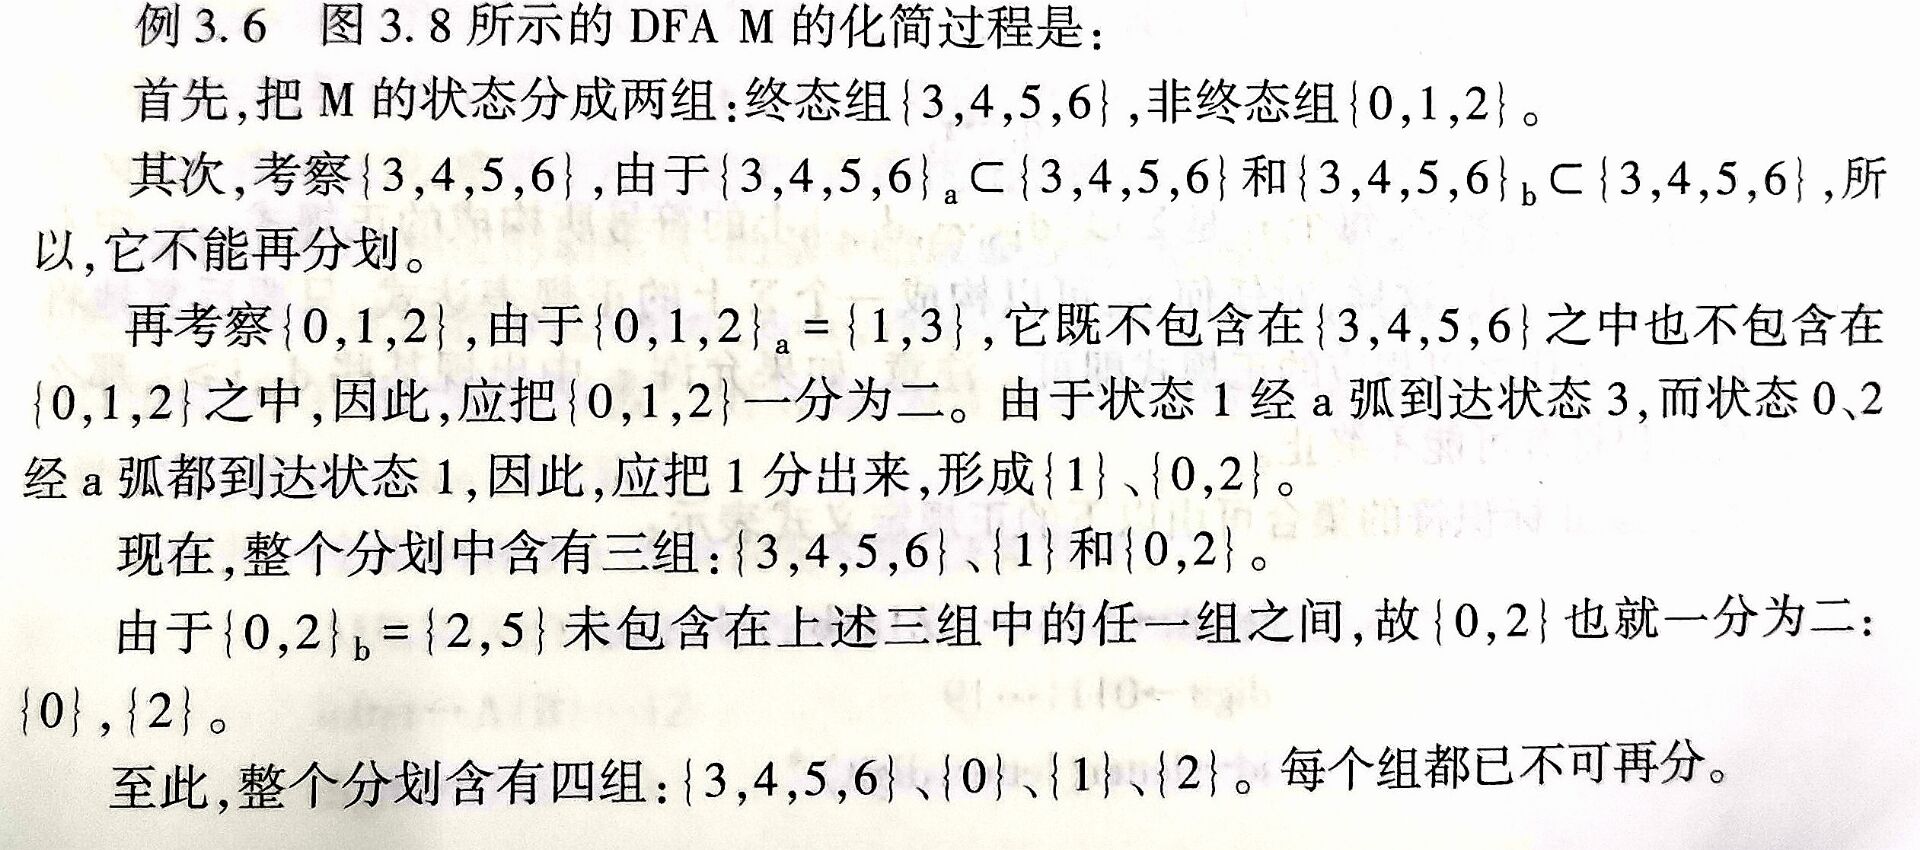 例 3.6 图 3.8 所示的 DFA M 的化简过程是:
首先,把 M 的状态分成两组:终态组{3,4,5,6},非终态组{0,1,2}。
其次,考察{3,4,5,6},由于{3,4,5,6}a⊂{3,4,5,6}和{3,4,5,6}b⊂{3,4,5,6},所
以,它不能再分划。
再考察{0,1,2},由于{0,1,2}a={1,3},它既不包含在{3,4,5,6}之中也不包含在
{0,1,2}之中,因此,应把{0,1,2}一分为二。由于状态 1 经 a 弧到达状态 3,而状态 0、2
经 a 弧都到达状态 1,因此,应把 1 分出来,形成{1}、{0,2}。
现在,整个分划中含有三组:{3,4,5,6}、{1}和{0,2}。
由于{0,2}b={2,5}未包含在上述三组中的任一组之间,故{0,2}也就一分为二:
{0},{2}。
至此,整个分划含有四组:{3,4,5,6}、{0}、{1}、{2}。每个组都已不可再分。